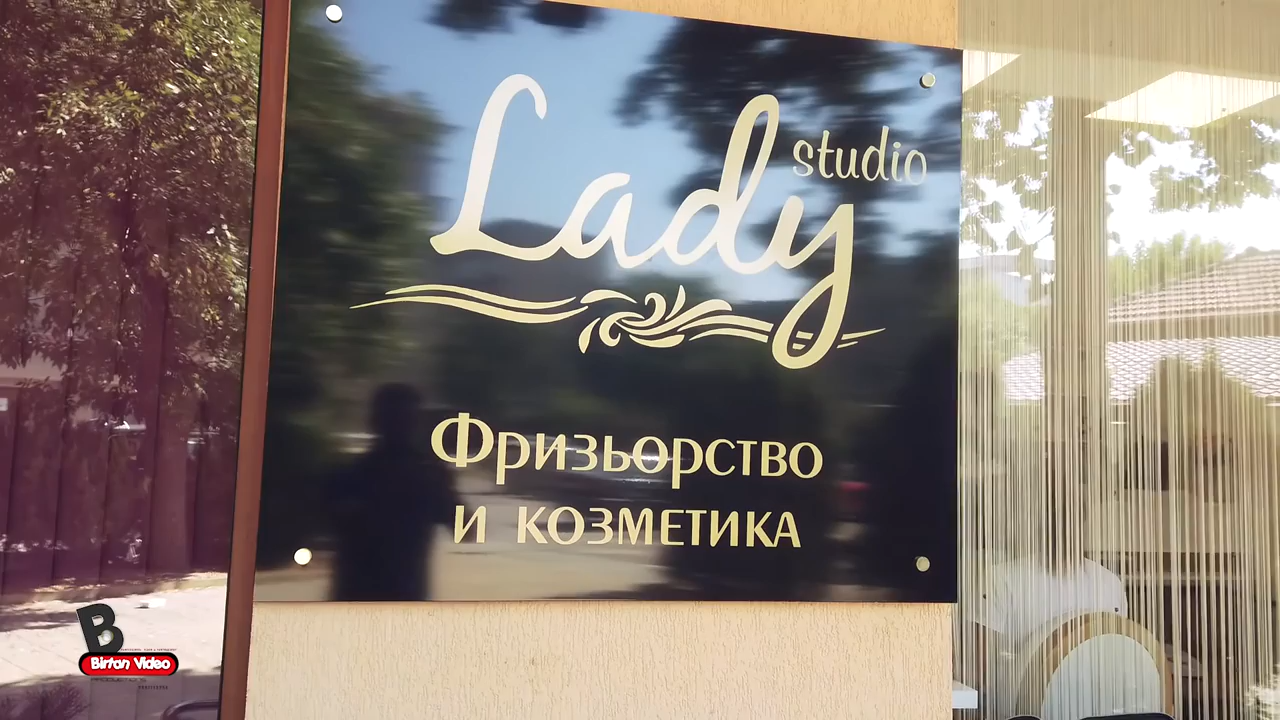 Lady studio
Фризьорство
и козметика
B
Birtan Video